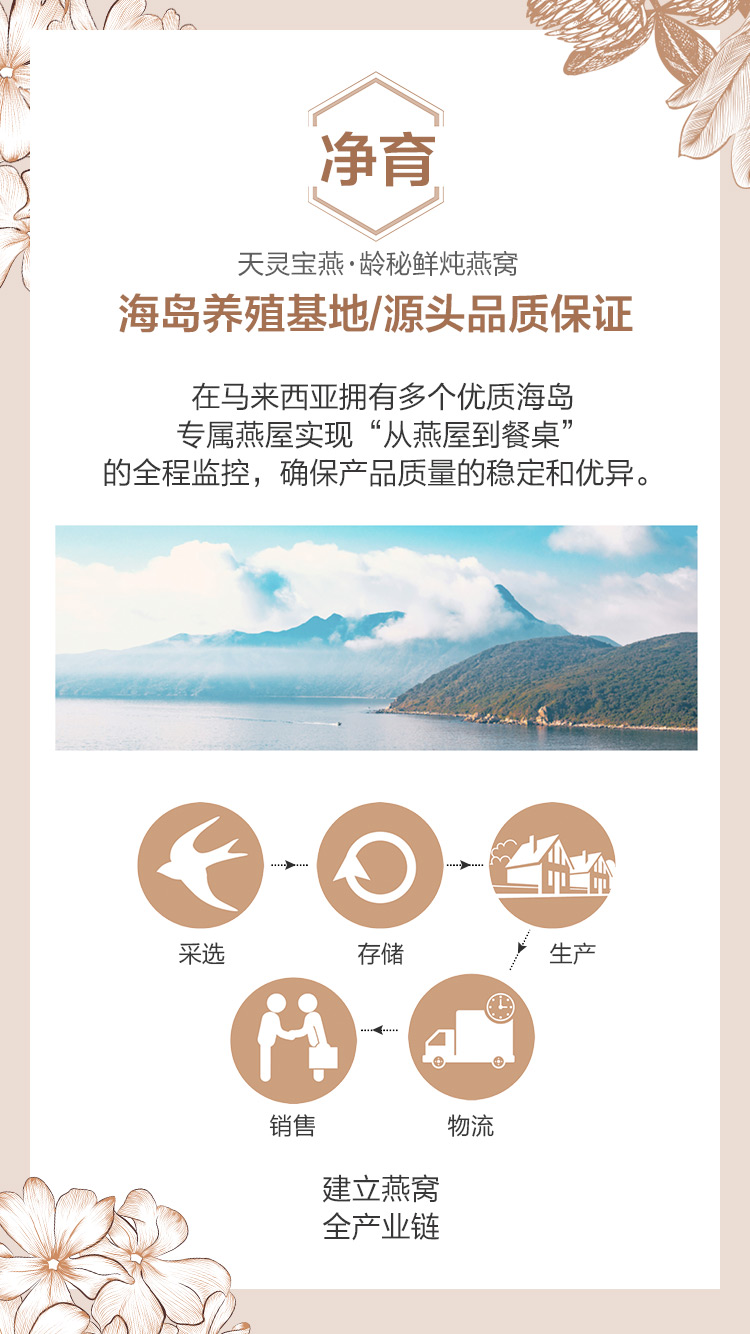 净育
天灵宝燕·龄秘鲜炖燕窝
海岛养殖基地/源头品质保证
在马来西亚拥有多个优质海岛
专属燕屋实现“从燕屋到餐桌”
的全程监控，确保产品质量的稳定和优异。
采选
存储
生产
销售
物流
建立燕窝
全产业链